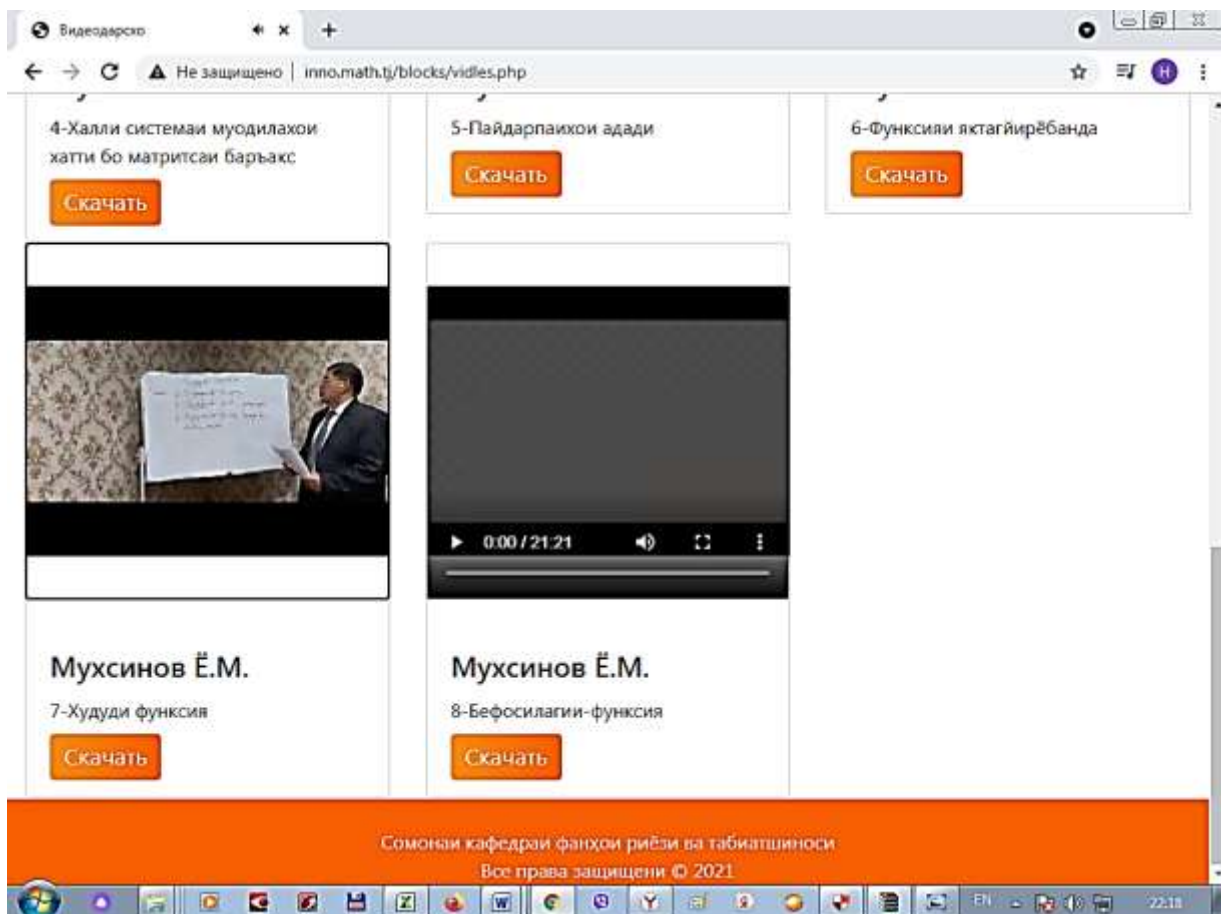 Видеодарсхо
Не защищено | inno.math.tj/blocks/vidles.php
Н
4-Халли системаи муодилахои
хатти бо матритсаи баръакс
Скачать
5-Пайдарпаихои адади
Скачать
6-Функсияи яктагйирёбанда
Скачать
0:00 / 21:21
Мухсинов Ё.М.
7-Худуди функсия
Скачать
Мухсинов Ё.М.
8-Бефосилагии-функсия
Скачать
Сомонаи кафедраи фанҳои риёзи ва табиатшиноси
Все права защищени © 2021
EN
22:18